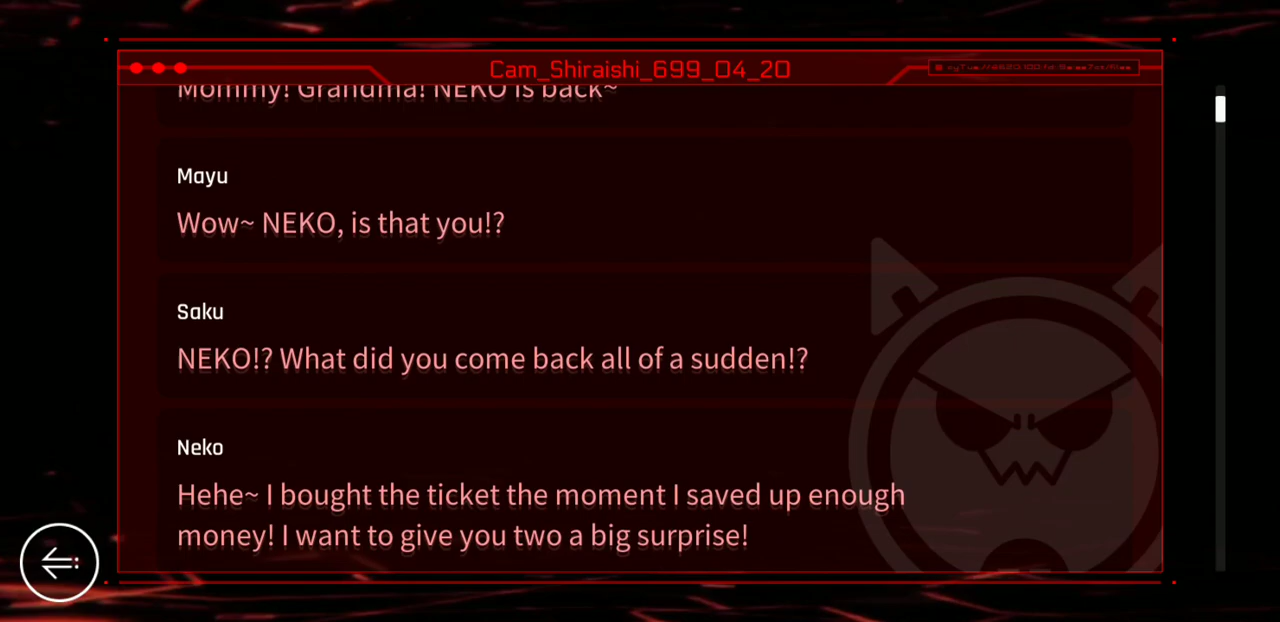 Cam_Shiraishi_699_04_20
Mommy! Grandma! NEKO is back~
Mayu
Wow~ NEKO, is that you!?
Saku
NEKO!? What did you come back all of a sudden!?
Neko
Hehe~ I bought the ticket the moment I saved up enough
money! I want to give you two a big surprise!